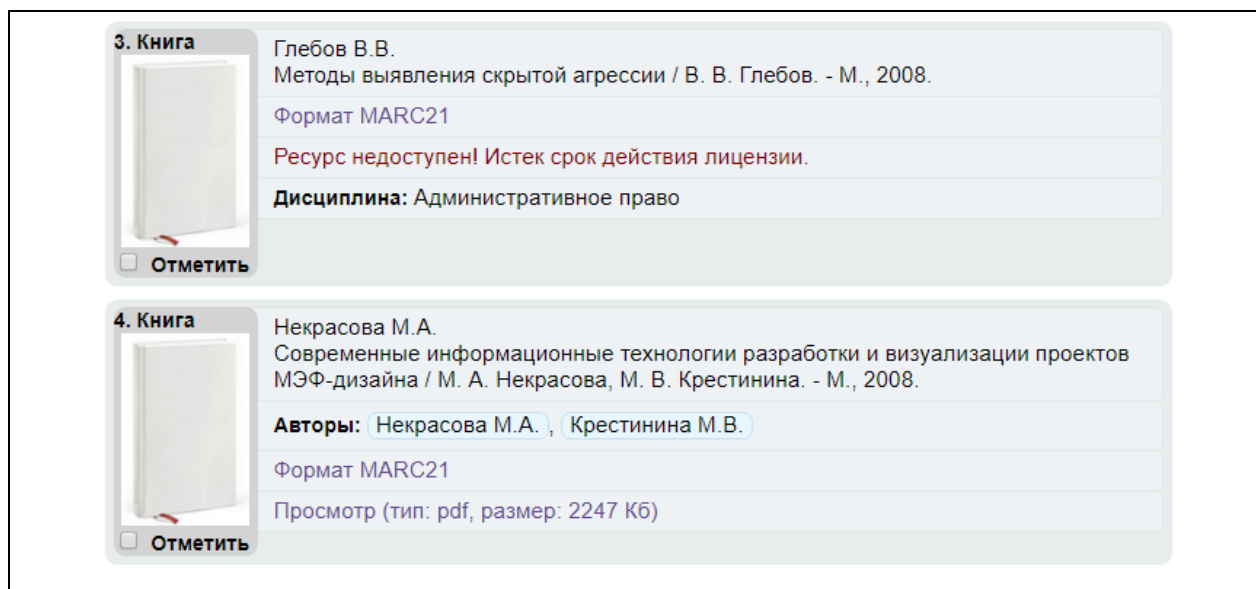 3. Книга
Глебов В.В.
Методы выявления скрытой агрессии / В. В. Глебов. - М., 2008.
Формат MARC21
Ресурс недоступен! Истек срок действия лицензии.
Дисциплина: Административное право
Отметить
4. Книга
Некрасова М.А.
Современные информационные технологии разработки и визуализации проектов
МЭФ-дизайна / М. А. Некрасова, М. В. Крестинина. - М., 2008.
Авторы: Некрасова М.А. , Крестинина М.В.
Формат MARC21
Просмотр (тип: pdf, размер: 2247 Кб)
Отметить